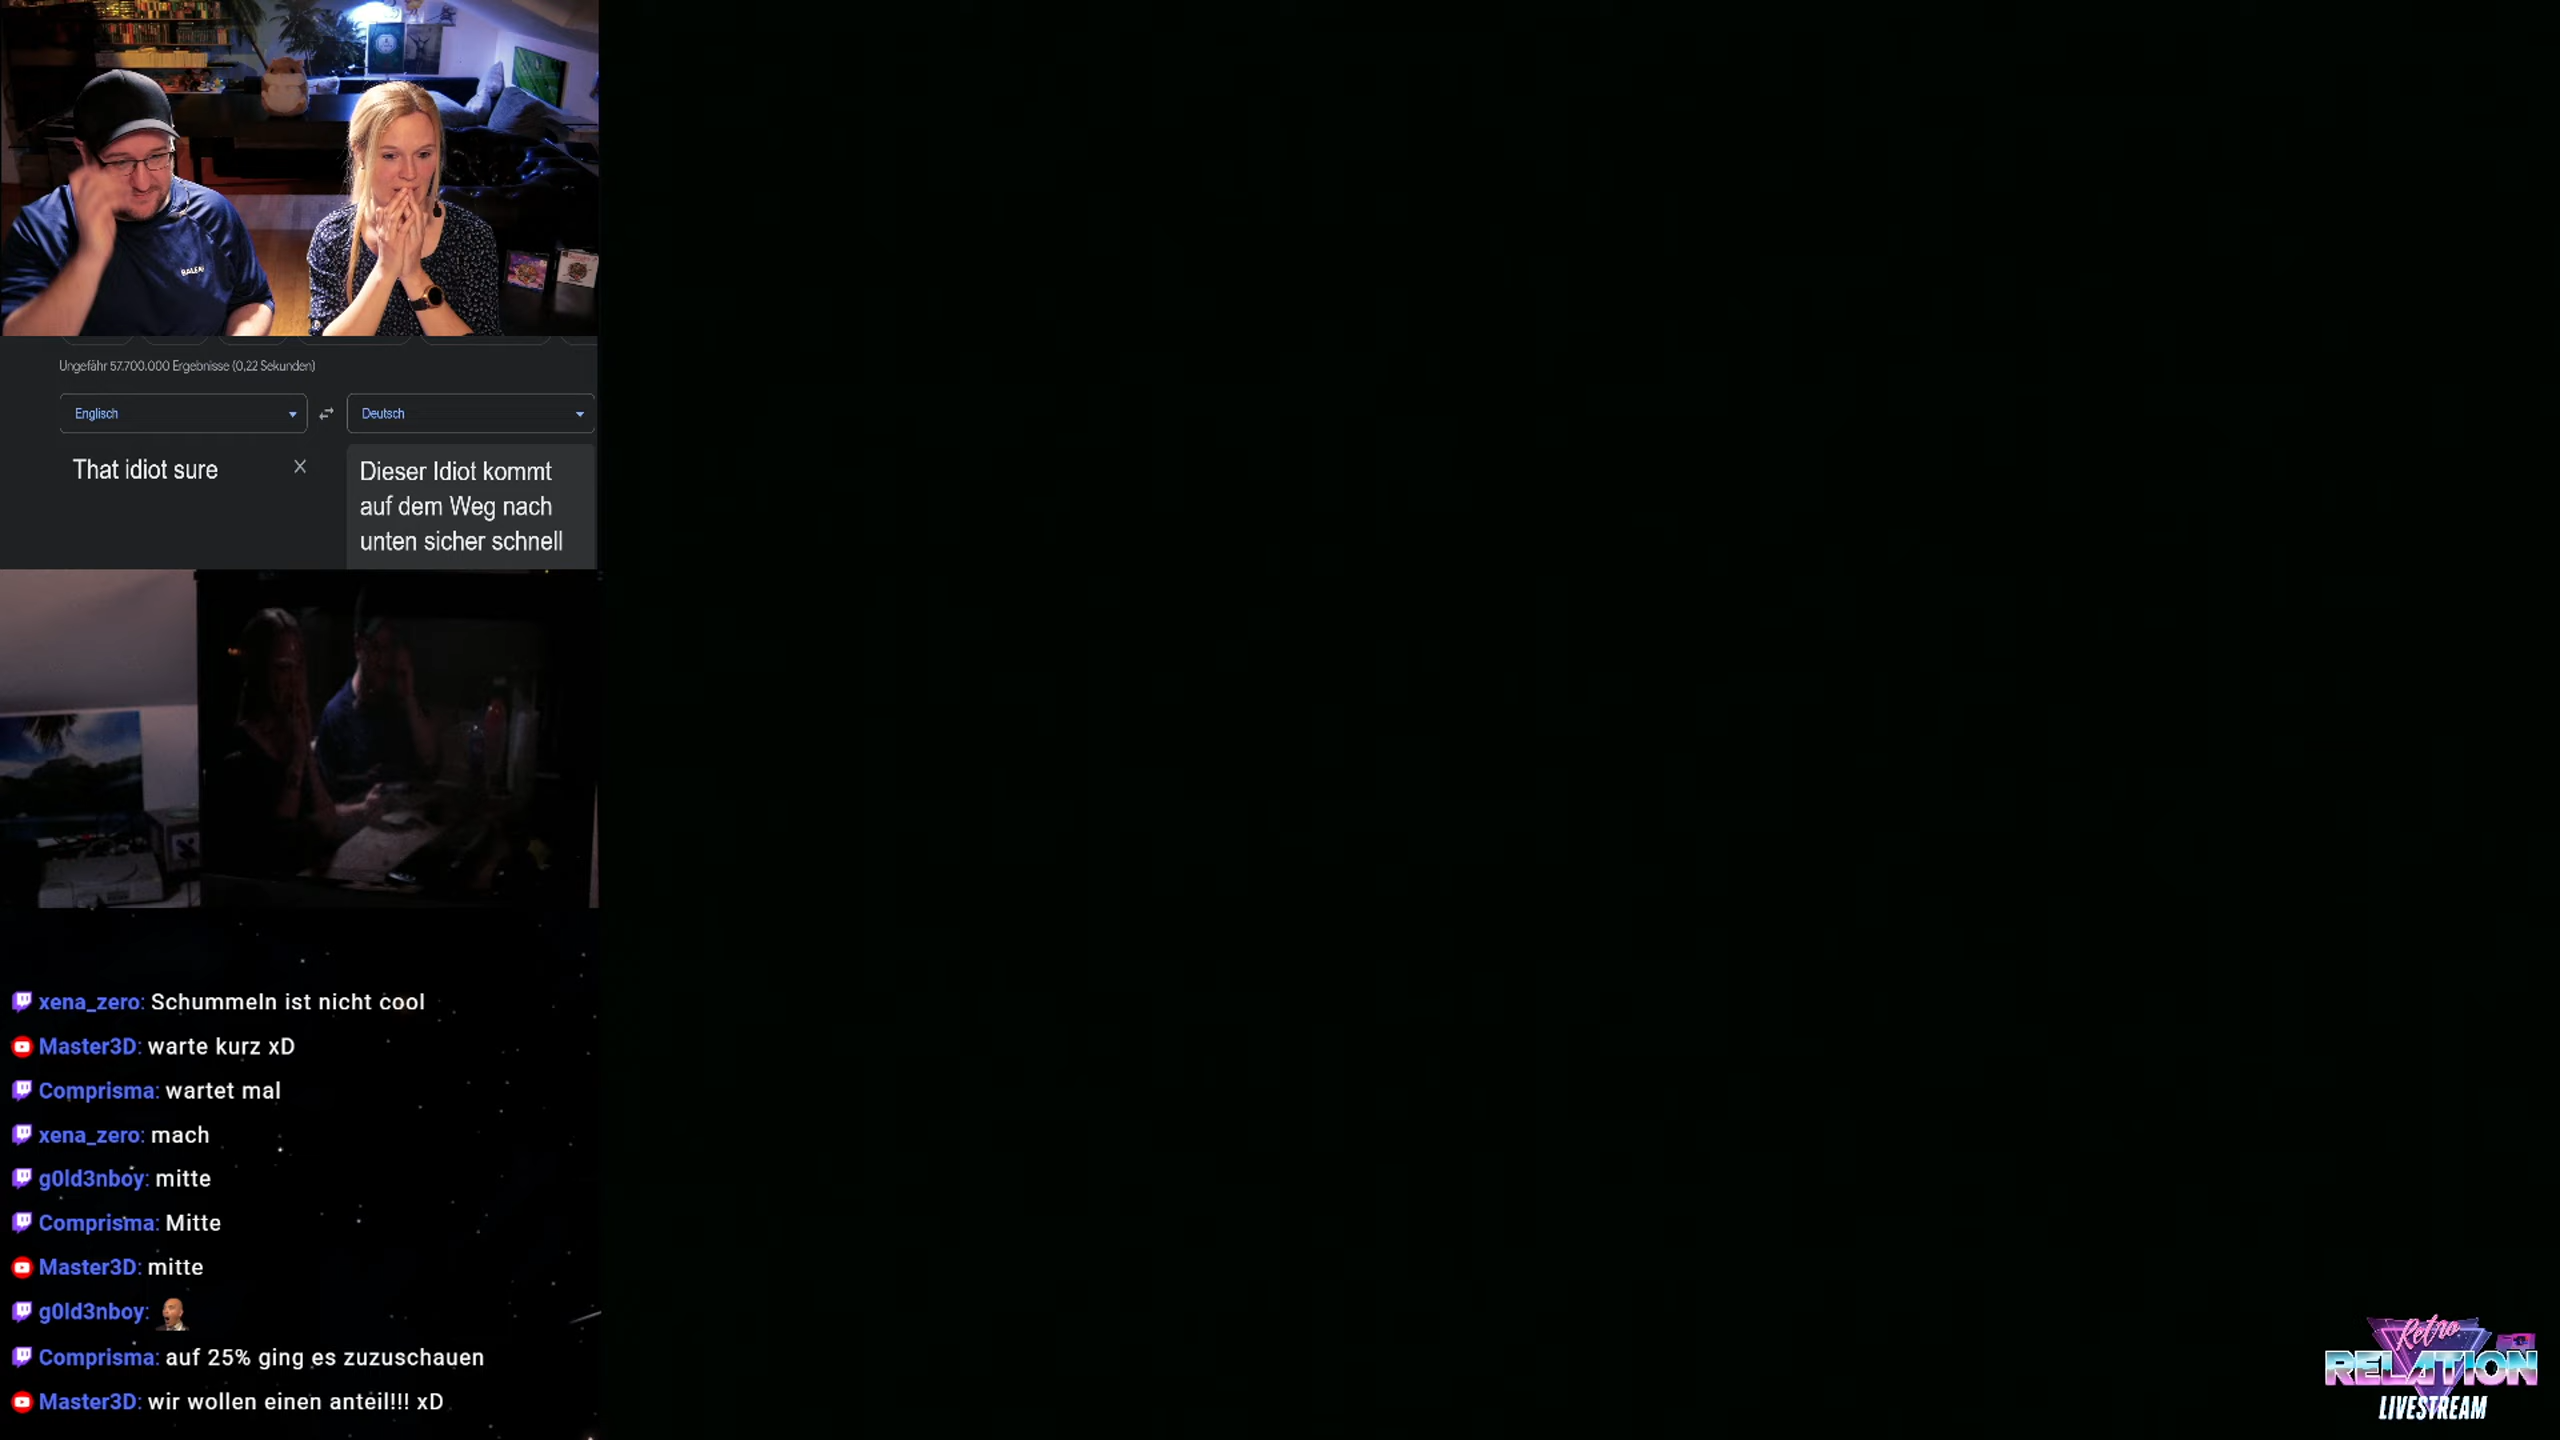 BALEA
Ungefähr 57.700.000 Ergebnisse (0,22 Sekunden)
Englisch
Deutsch
That idiot sure
Dieser Idiot kommt
auf dem Weg nach
unten sicher schnell
xena_zero: Schummeln ist nicht cool
Master3D: warte kurz xD
Comprisma: wartet mal
xena_zero: mach
g0ld3nboy: mitte
Comprisma: Mitte
Master3D: mitte
g0ld3nboy:
Comprisma: auf 25% ging es zuzuschauen
Master3D: wir wollen einen anteil!!! xD
Retro
RELATION
LIVESTREAM